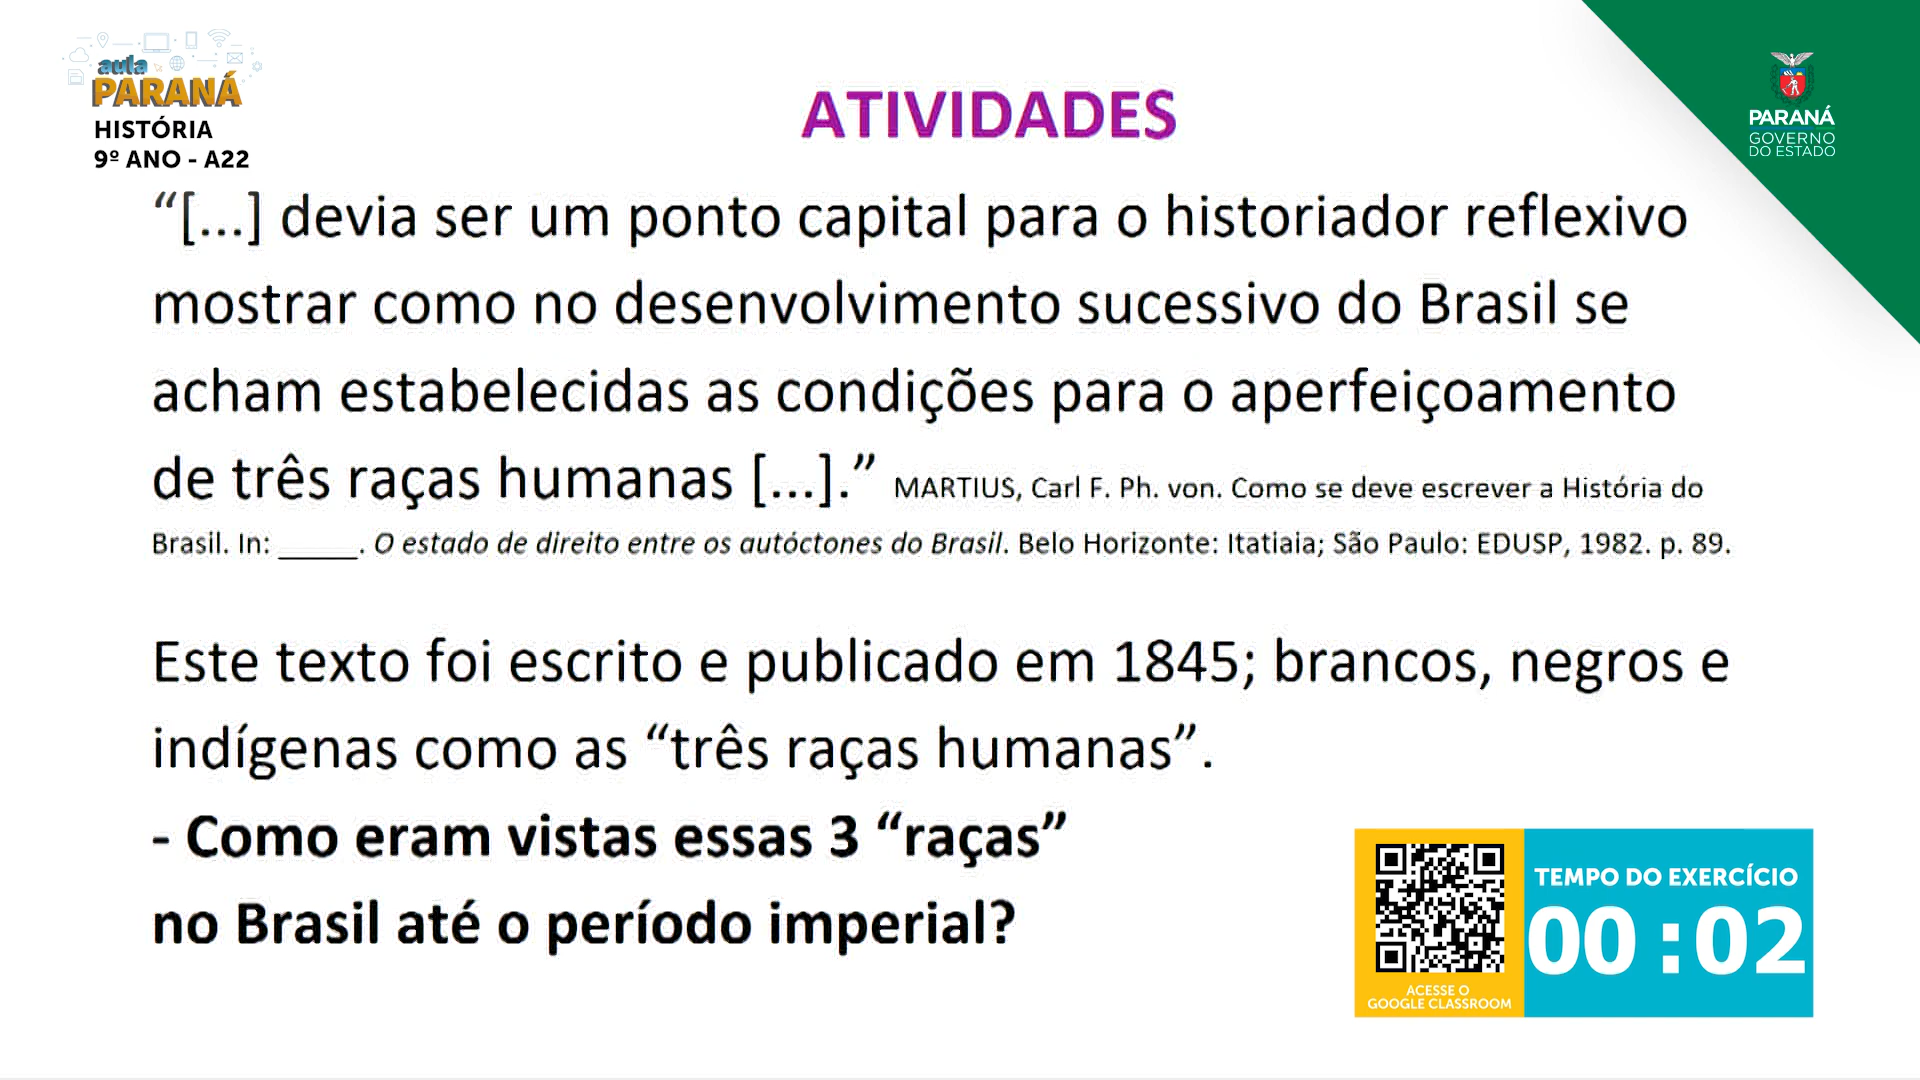 aula
PARANÁ
HISTÓRIA
9º ANO - A22
ATIVIDADES
PARANÁ
GOVERNO
DO ESTADO
“[...] devia ser um ponto capital para o historiador reflexivo
mostrar como no desenvolvimento sucessivo do Brasil se
acham estabelecidas as condições para o aperfeiçoamento
de três raças humanas [...].” MARTIUS, Carl F. Ph. von. Como se deve escrever a História do
Brasil. In: _____. O estado de direito entre os autóctones do Brasil. Belo Horizonte: Itatiaia; São Paulo: EDUSP, 1982. p. 89.
Este texto foi escrito e publicado em 1845; brancos, negros e
indígenas como as “três raças humanas”.
- Como eram vistas essas 3 “raças”
no Brasil até o período imperial?
TEMPO DO EXERCÍCIO
00:02
ACESSE O
GOOGLE CLASSROOM